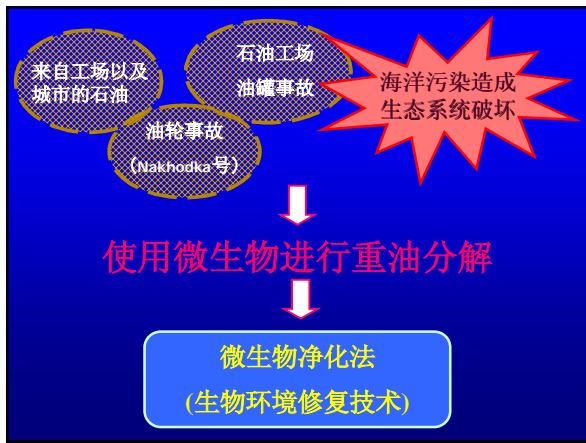 来自工场以及
城市的石油
石油工场
油罐事故
油轮事故
（Nakhodka号）
海洋污染造成
生态系统破坏
使用微生物进行重油分解
微生物净化法
(生物环境修复技术)